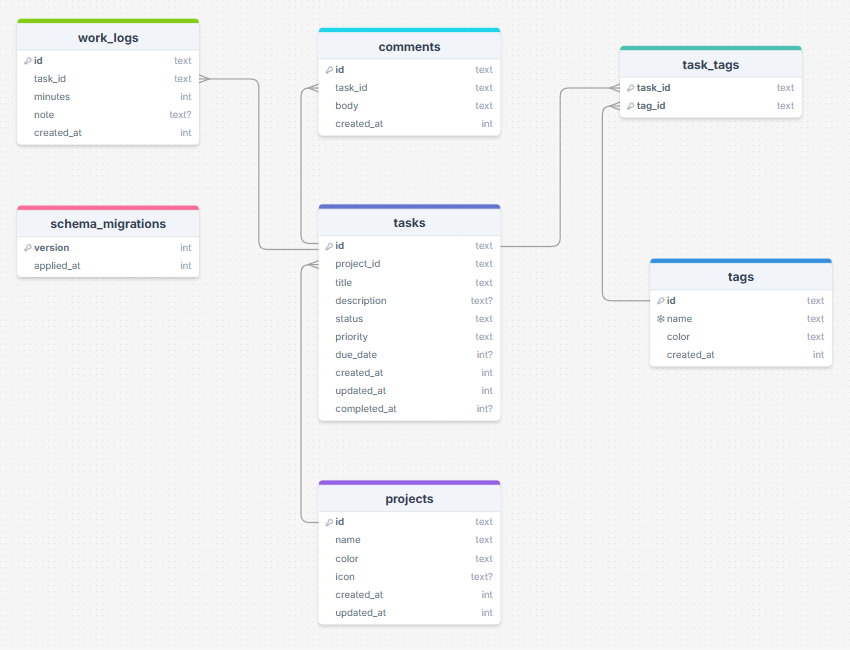 work_logs
id text
task_id text
minutes int
note text?
created_at int
comments
id text
task_id text
body text
created_at int
task_tags
task_id text
tag_id text
schema_migrations
version int
applied_at int
tasks
id text
project_id text
title text
description text?
status text
priority text
due_date int?
created_at int
updated_at int
completed_at int?
tags
id text
name text
color text
created_at int
projects
id text
name text
color text
icon text?
created_at int
updated_at int